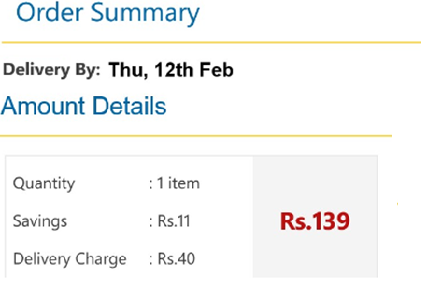 Order Summary
Delivery By: Thu, 12th Feb
Amount Details
Quantity : 1 item
Savings : Rs.11
Rs.139
Delivery Charge : Rs.40